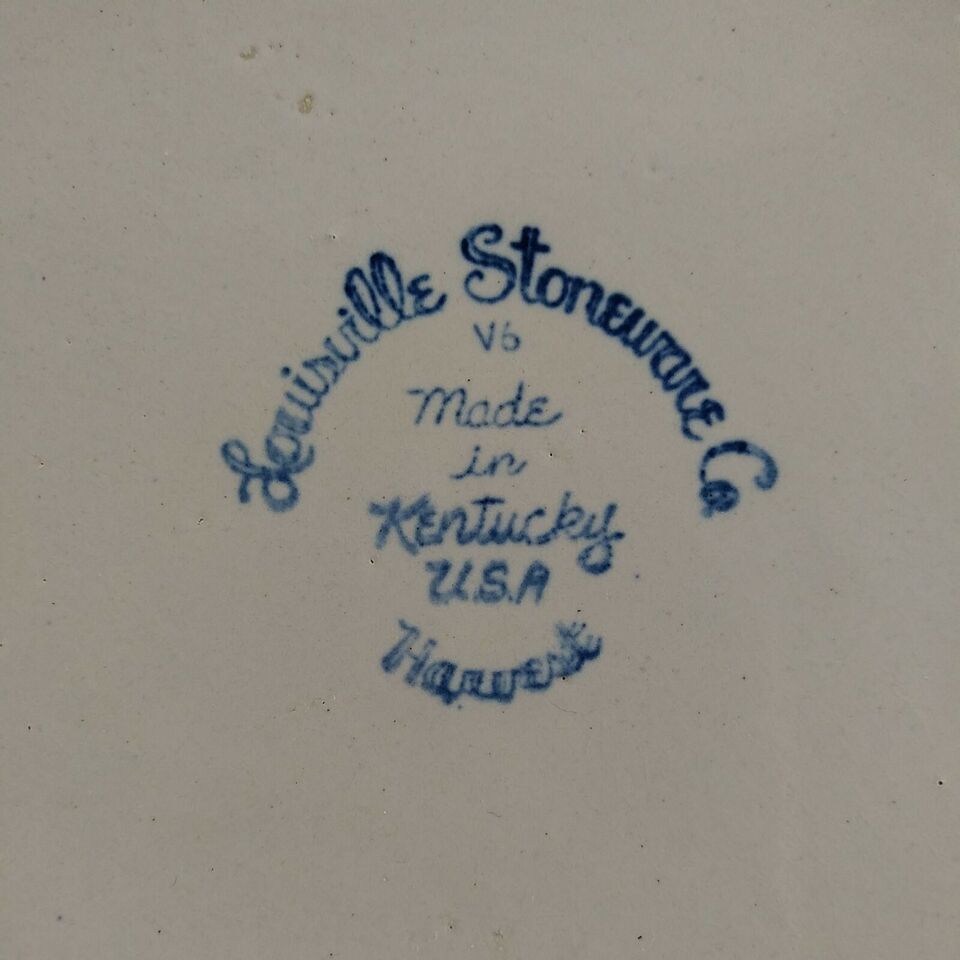 Louisville Stoneware Co
V6
Made
in
Kentucky
U.S.A
Harvest